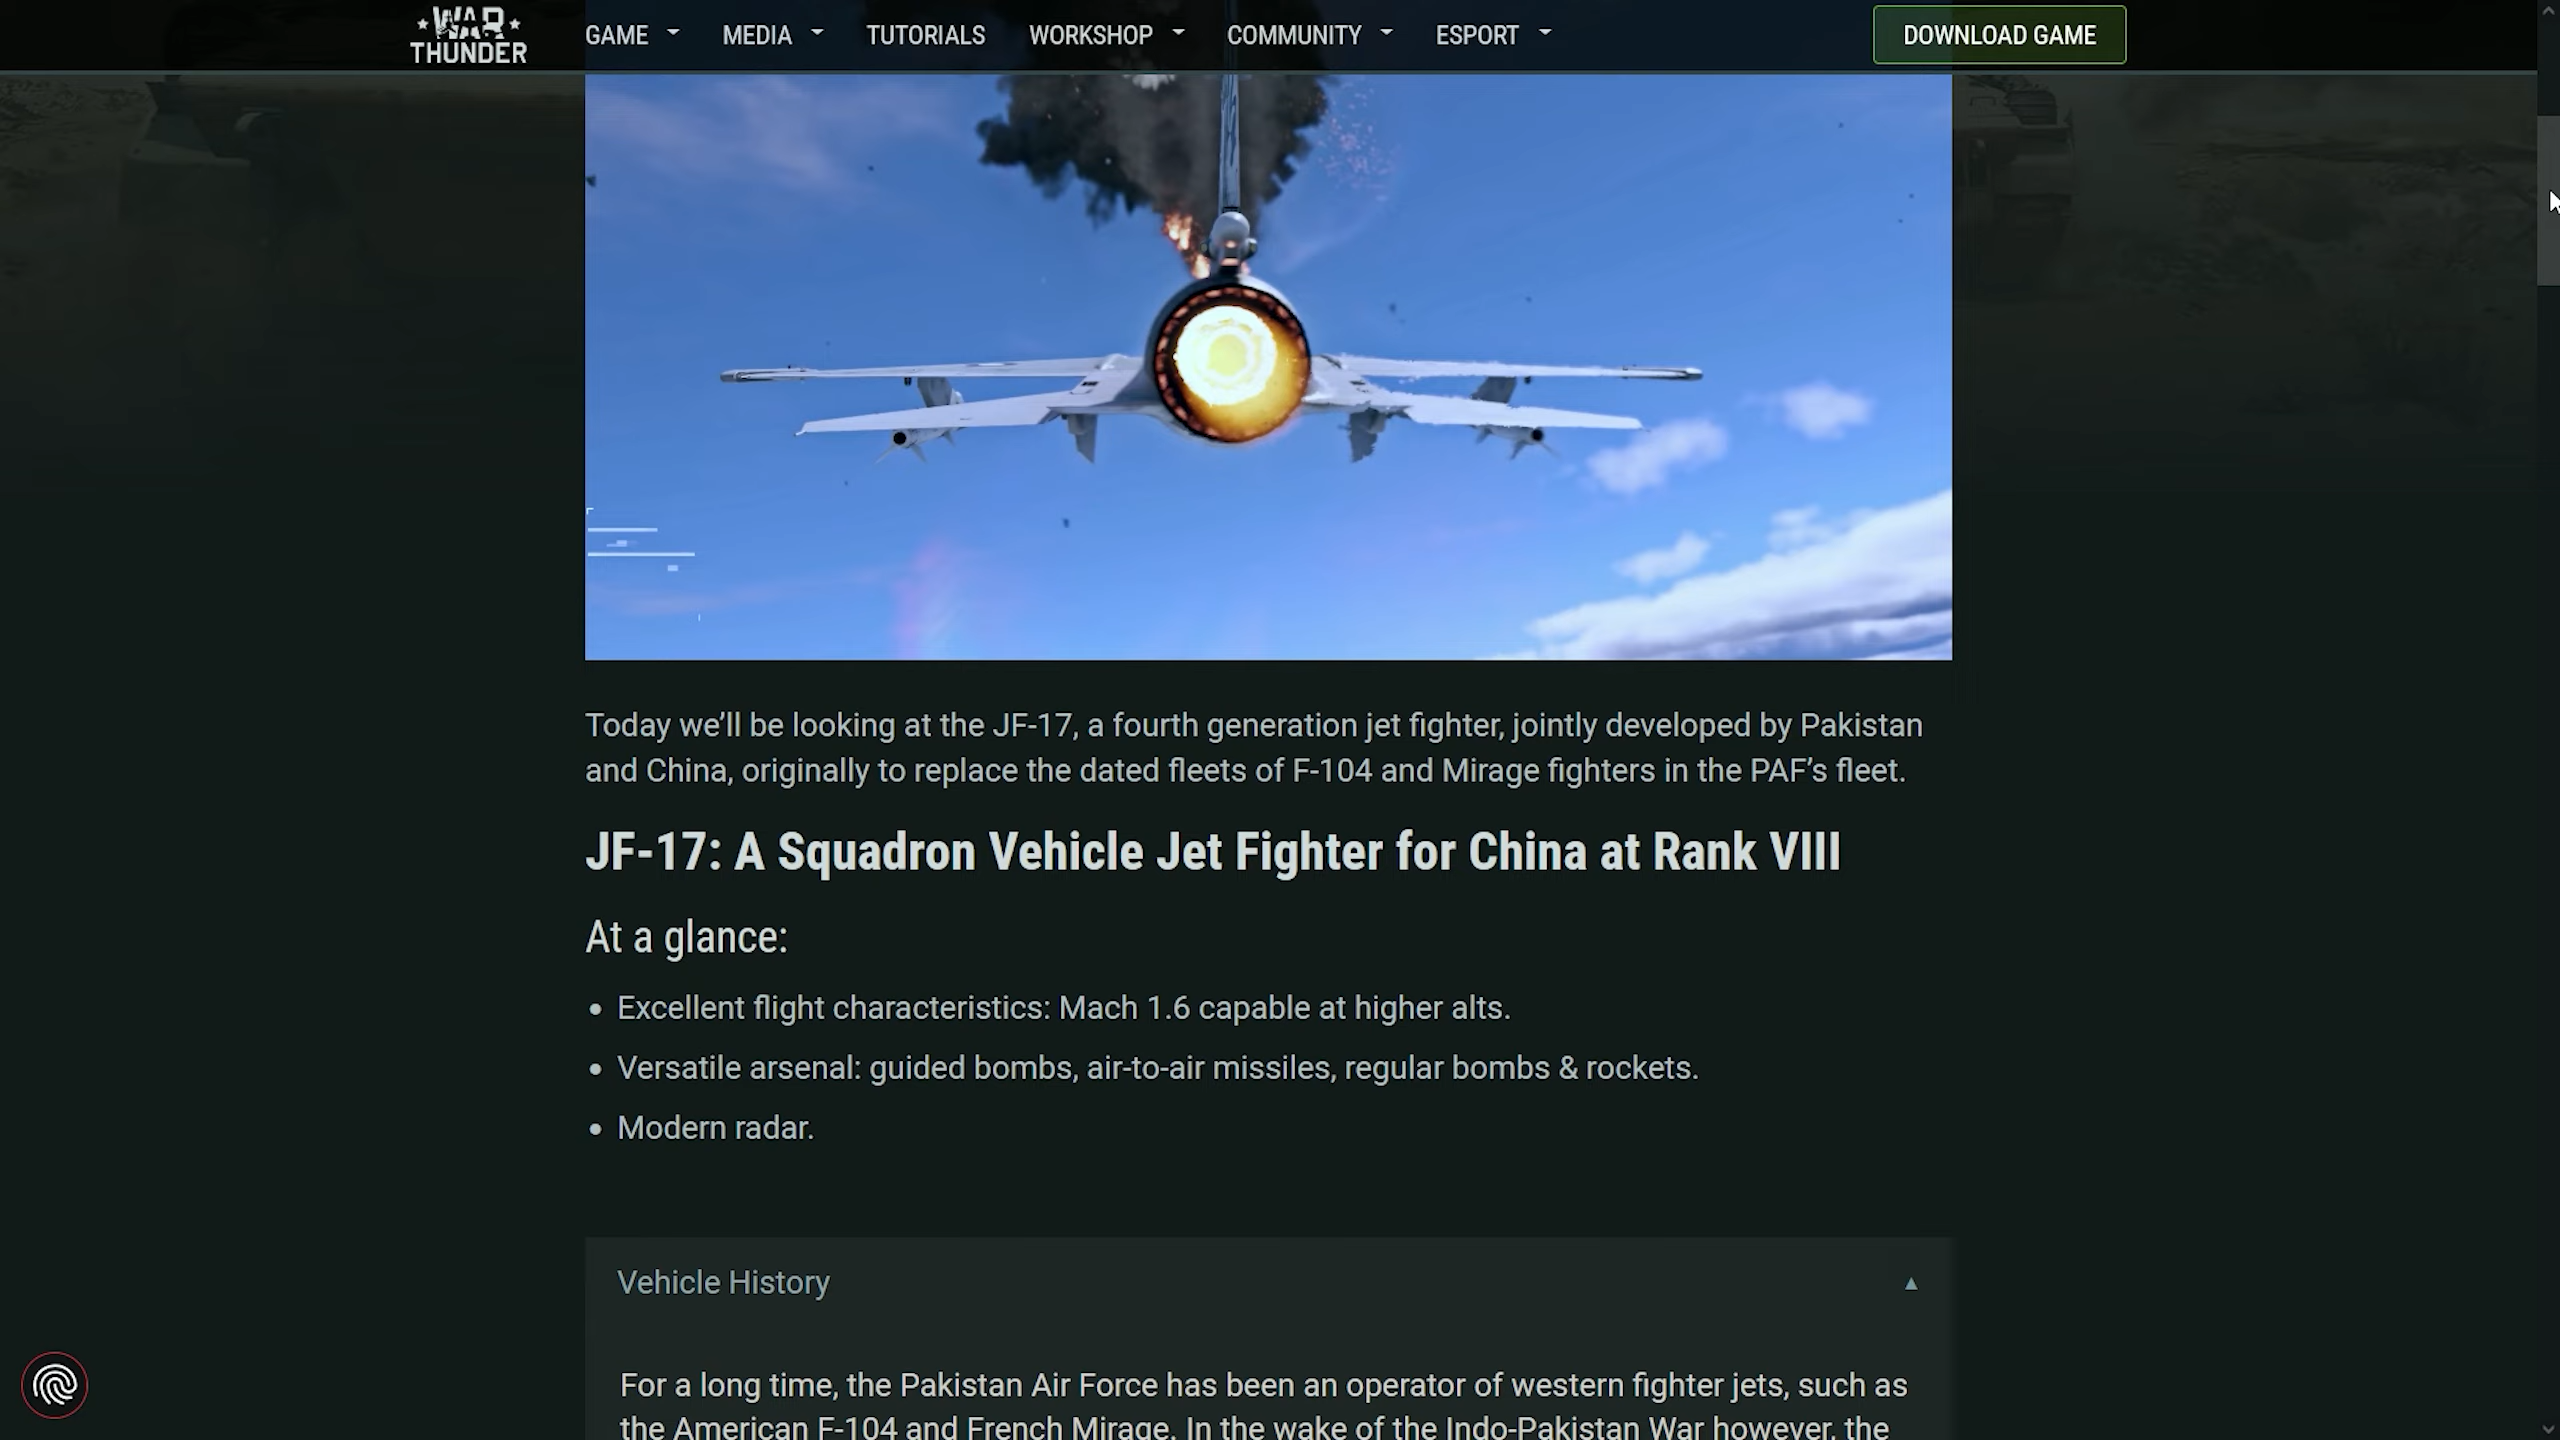 WAR
THUNDER
GAME
MEDIA
TUTORIALS
WORKSHOP
COMMUNITY
ESPORT
DOWNLOAD GAME
Today we’ll be looking at the JF-17, a fourth generation jet fighter, jointly developed by Pakistan
and China, originally to replace the dated fleets of F-104 and Mirage fighters in the PAF’s fleet.
JF-17: A Squadron Vehicle Jet Fighter for China at Rank VIII
At a glance:
• Excellent flight characteristics: Mach 1.6 capable at higher alts.
• Versatile arsenal: guided bombs, air-to-air missiles, regular bombs & rockets.
• Modern radar.
Vehicle History
For a long time, the Pakistan Air Force has been an operator of western fighter jets, such as
the American F-104 and French Mirage. In the wake of the Indo-Pakistan War however, the